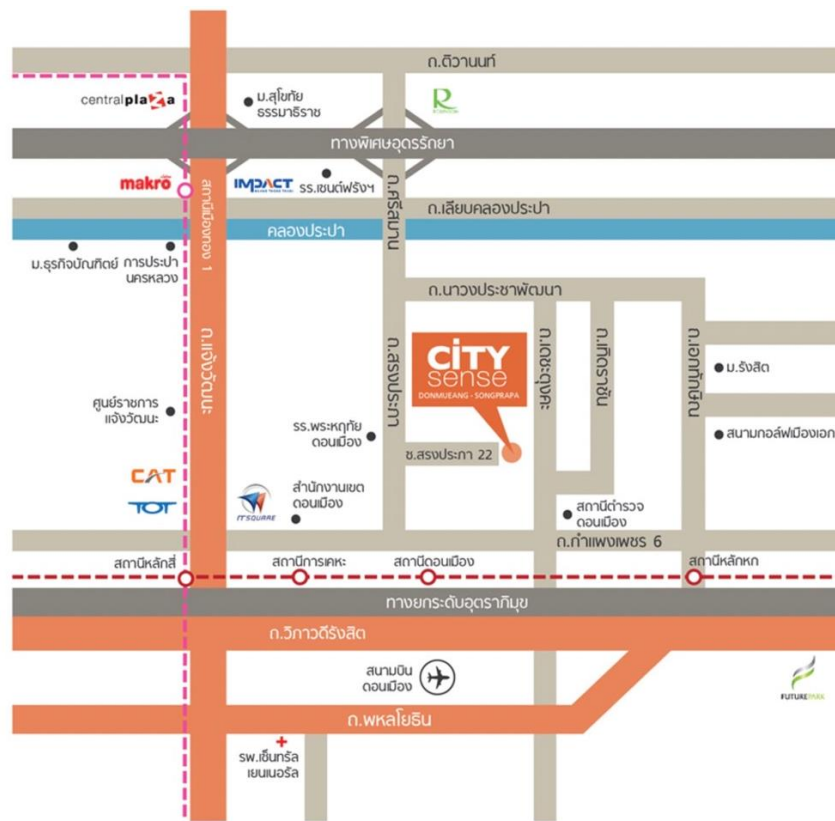 ถ.ติวานนท์
centralplaza
ม.สุโขทัย
ธรรมาธิราช
R
ทางพิเศษอุดรรัถยา
makro
สถานีเมืองทอง 1
IMPACT
รร.เซนต์ฟรังฯ
ถ.ศรีสมาน
ถ.เลียบคลองประปา
คลองประปา
ม.ธุรกิจบัณฑิตย์
การประปา
นครหลวง
ถ.นาวงประชาพัฒนา
ถ.แจ้งวัฒนะ
ถ.สรงประภา
CiTY
sense
DONMUEANG - SONGPRAPA
ถ.เดชะตุงคะ
ถ.เทิดราชัน
ถ.เอกทักษิณ
ม.รังสิต
ศูนย์ราชการ
แจ้งวัฒนะ
รร.พระหฤทัย
ดอนเมือง
ซ.สรงประภา 22
สนามกอล์ฟเมืองเอก
CAT
TOT
IT SQUARE
สำนักงานเขต
ดอนเมือง
สถานีตำรวจ
ดอนเมือง
ถ.กำแพงเพชร 6
สถานีหลักสี่
สถานีการเคหะ
สถานีดอนเมือง
สถานีหลักหก
ทางยกระดับอุตราภิมุข
ถ.วิภาวดีรังสิต
สนามบิน
ดอนเมือง
FUTUREPARK
ถ.พหลโยธิน
รพ.เซ็นทรัล
เยนเนอรัล